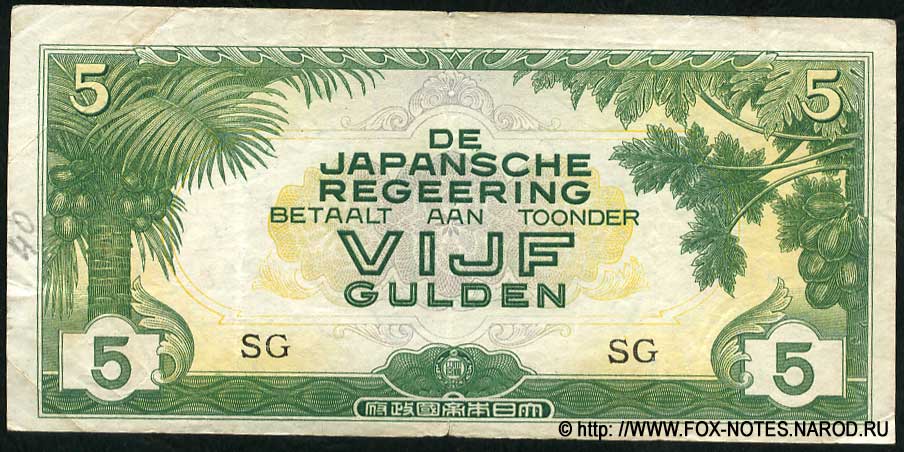 5 5
DE
JAPANSCHE
REGEERING
BETAALT AAN TOONDER
VIJF
GULDEN
40
SG SG
5 5
府政國帝本日大
© http: //WWW.FOX-NOTES.NAROD.RU